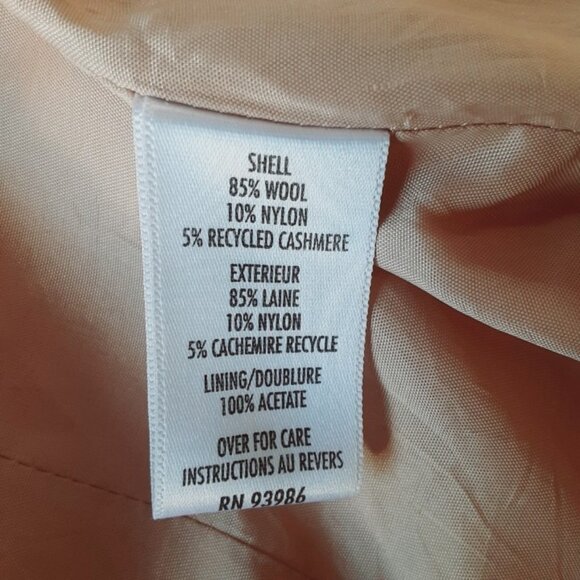 SHELL
85% WOOL
10% NYLON
5% RECYCLED CASHMERE
EXTERIEUR
85% LAINE
10% NYLON
5% CACHEMIRE RECYCLE
LINING/DOUBLURE
100% ACETATE
OVER FOR CARE
INSTRUCTIONS AU REVERS
RN 93986